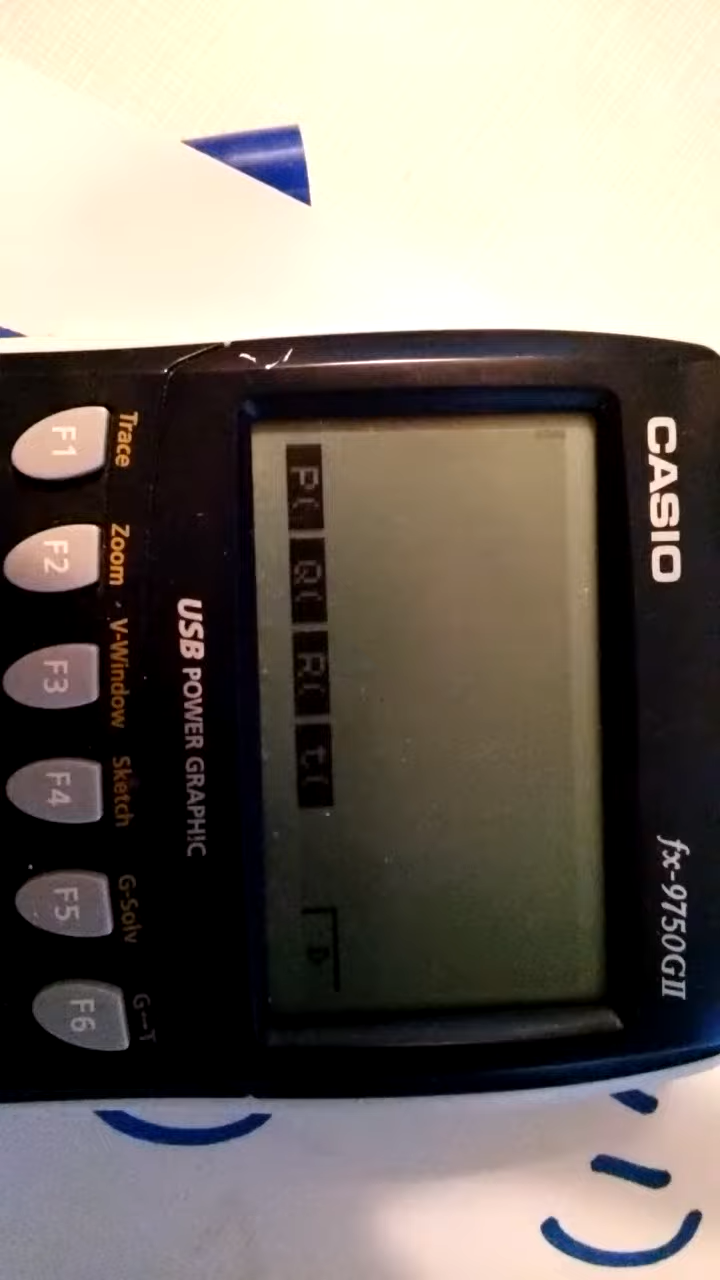 CASIO fx-9750GII
P( Q( R( t( ▷
USB POWER GRAPHIC
Trace Zoom V-Window Sketch G-Solv G↔T
F1 F2 F3 F4 F5 F6